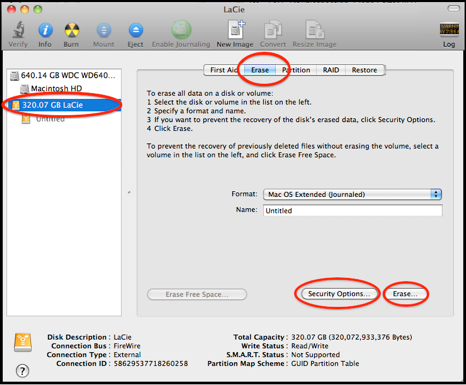 LaCie
Verify Info Burn Mount Eject Enable Journaling New Image Convert Resize Image Log
640.14 GB WDC WD640...
Macintosh HD
320.07 GB LaCie
Untitled
First Aid Erase Partition RAID Restore
To erase all data on a disk or volume:
1 Select the disk or volume in the list on the left.
2 Specify a format and name.
3 If you want to prevent the recovery of the disk's erased data, click Security Options.
4 Click Erase.
To prevent the recovery of previously deleted files without erasing the volume, select a
volume in the list on the left, and click Erase Free Space.
Format: Mac OS Extended (Journaled)
Name: Untitled
Erase Free Space... Security Options... Erase...
Disk Description : LaCie Total Capacity : 320.07 GB (320,072,933,376 Bytes)
Connection Bus : FireWire Write Status : Read/Write
Connection Type : External S.M.A.R.T. Status : Not Supported
Connection ID : 58629537718260258 Partition Map Scheme : GUID Partition Table
?